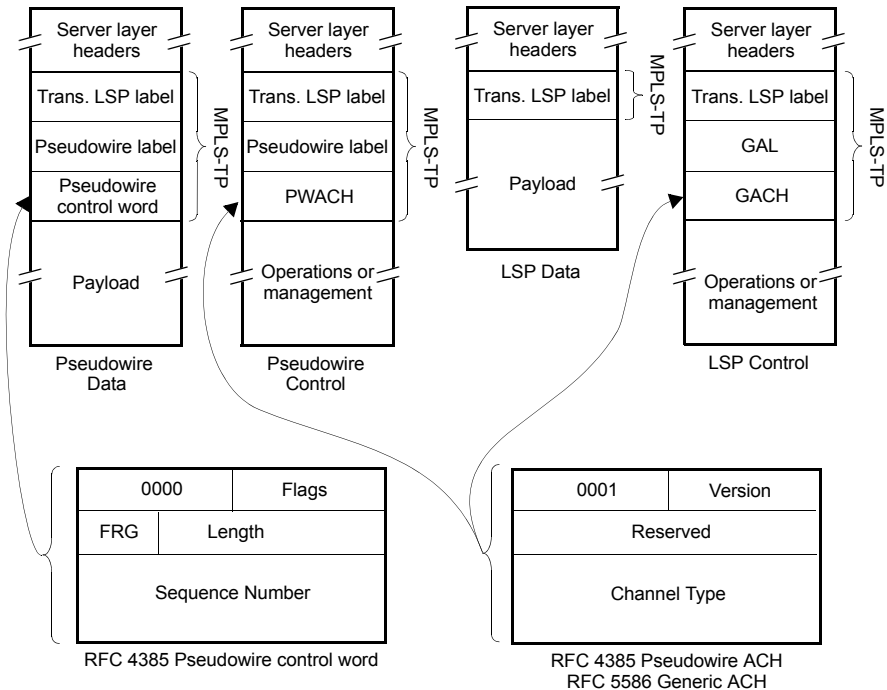 Server layer
headers
Trans. LSP label
Pseudowire label
Pseudowire
control word
Payload
MPLS-TP
Pseudowire
Data
Server layer
headers
Trans. LSP label
Pseudowire label
PWACH
Operations or
management
MPLS-TP
Pseudowire
Control
Server layer
headers
Trans. LSP label
Payload
MPLS-TP
LSP Data
Server layer
headers
Trans. LSP label
GAL
GACH
Operations or
management
MPLS-TP
LSP Control
0000 Flags
FRG Length
Sequence Number
RFC 4385 Pseudowire control word
0001 Version
Reserved
Channel Type
RFC 4385 Pseudowire ACH
RFC 5586 Generic ACH